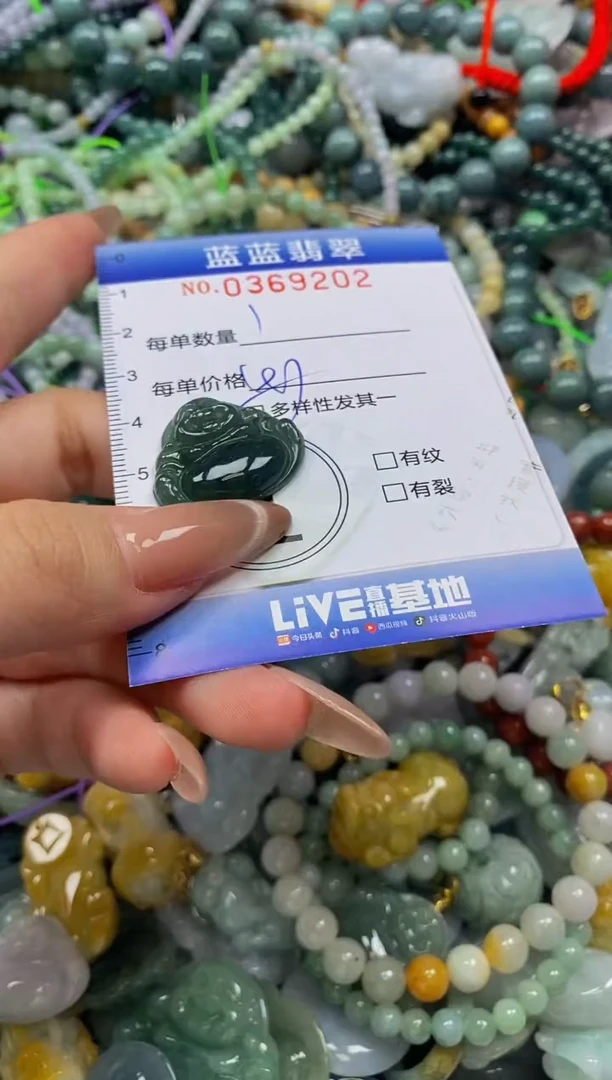 蓝蓝翡翠
NO.0369202
0
1
2
3
4
5
8
每单数量
每单价格
多样性发其一
□有纹
□有裂
LiVE直播基地
今日头条 抖音 西瓜视频 抖音火山版